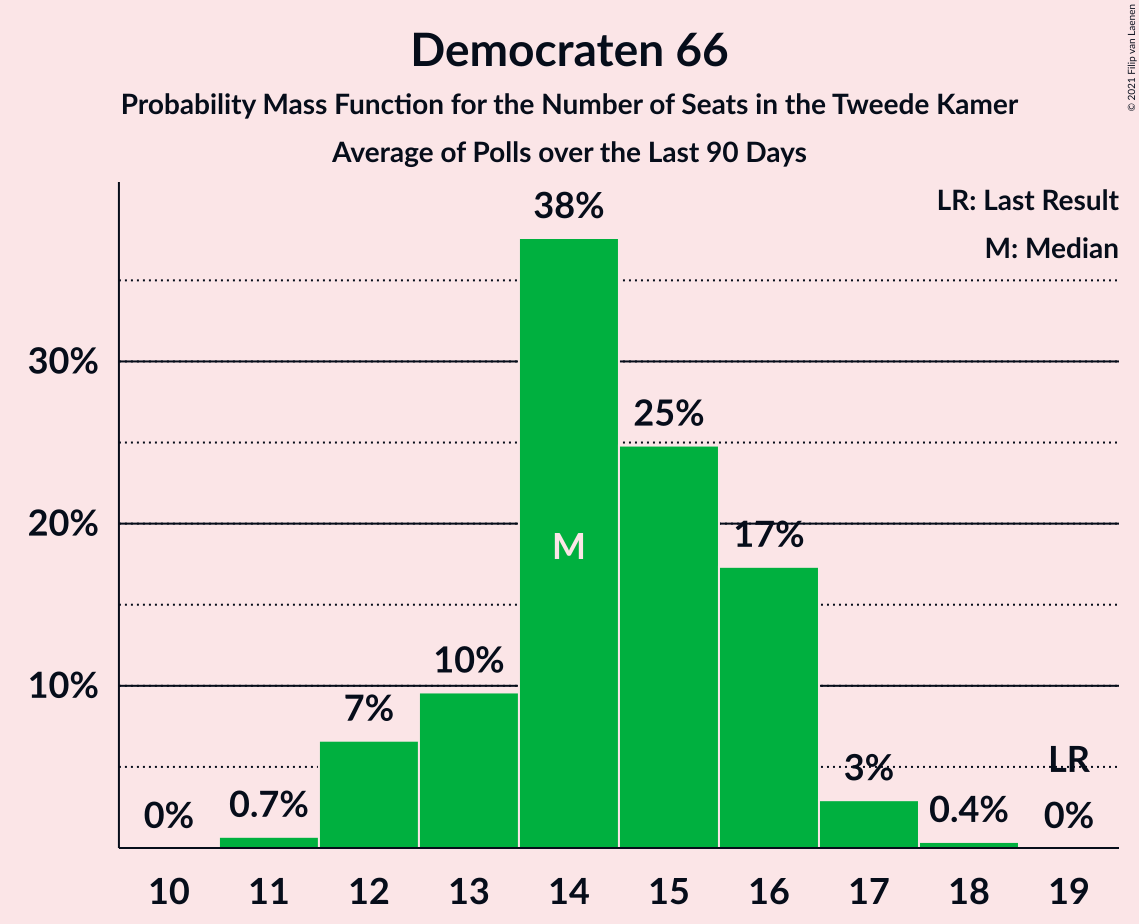 Democraten 66
Probability Mass Function for the Number of Seats in the Tweede Kamer
Average of Polls over the Last 90 Days
© 2021 Filip van Laenen
LR: Last Result
M: Median
30%
20%
10%
0%
0.7%
7%
10%
38%
M
25%
17%
3%
0.4%
LR
0%
10 11 12 13 14 15 16 17 18 19